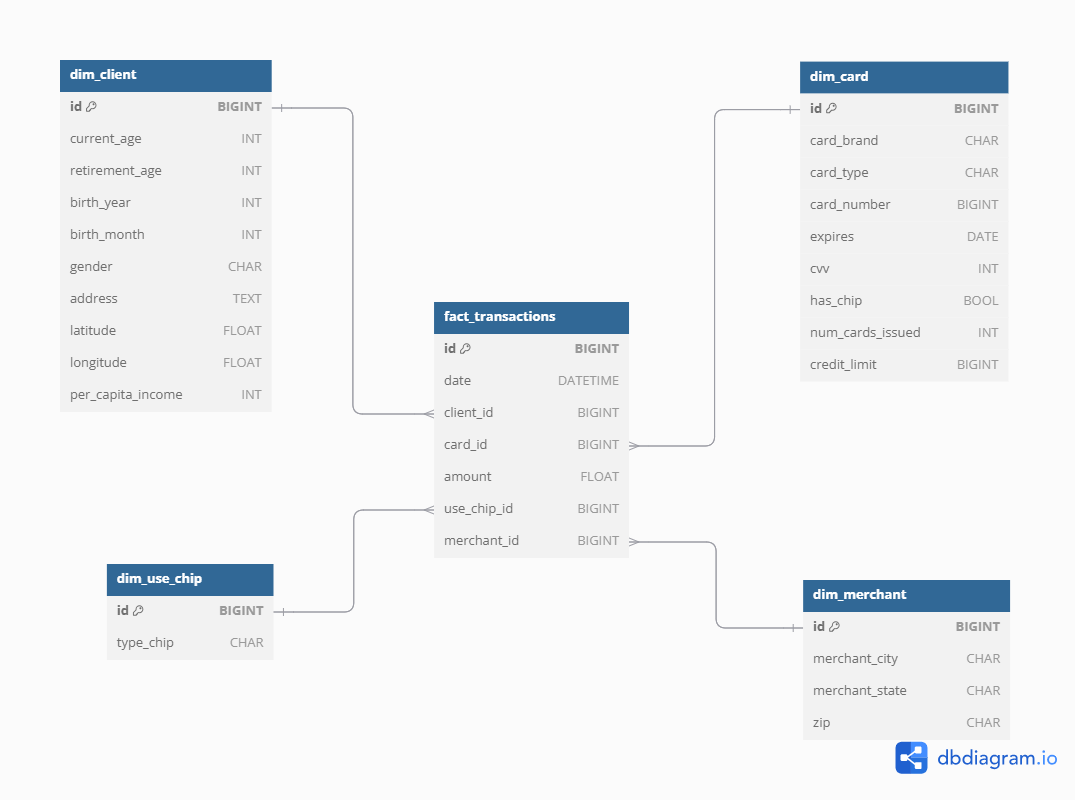 dim_client
id BIGINT
current_age INT
retirement_age INT
birth_year INT
birth_month INT
gender CHAR
address TEXT
latitude FLOAT
longitude FLOAT
per_capita_income INT
dim_card
id BIGINT
card_brand CHAR
card_type CHAR
card_number BIGINT
expires DATE
cvv INT
has_chip BOOL
num_cards_issued INT
credit_limit BIGINT
fact_transactions
id BIGINT
date DATETIME
client_id BIGINT
card_id BIGINT
amount FLOAT
use_chip_id BIGINT
merchant_id BIGINT
dim_use_chip
id BIGINT
type_chip CHAR
dim_merchant
id BIGINT
merchant_city CHAR
merchant_state CHAR
zip CHAR
dbdiagram.io